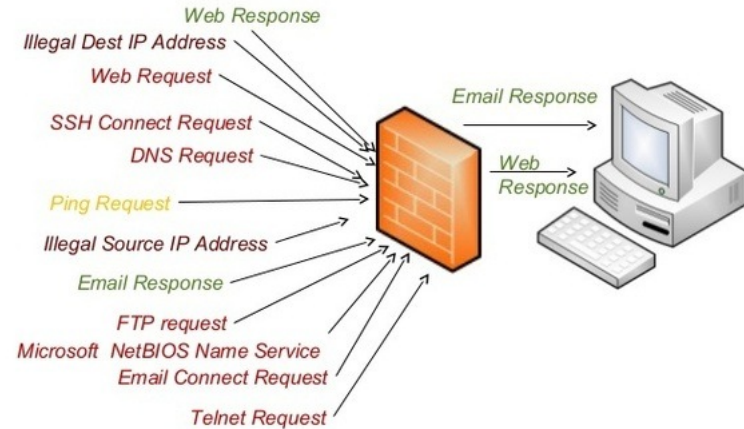 Web Response
Illegal Dest IP Address
Web Request
SSH Connect Request
DNS Request
Ping Request
Illegal Source IP Address
Email Response
FTP request
Microsoft NetBIOS Name Service
Email Connect Request
Telnet Request
Email Response
Web
Response